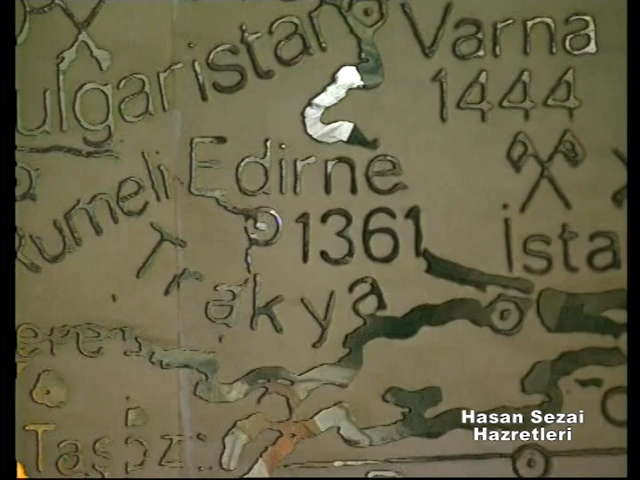 Bulgaristan
Varna
1444
Edirne
1361
Rumeli
Trakya
İsta
Hasan Sezai
Hazretleri